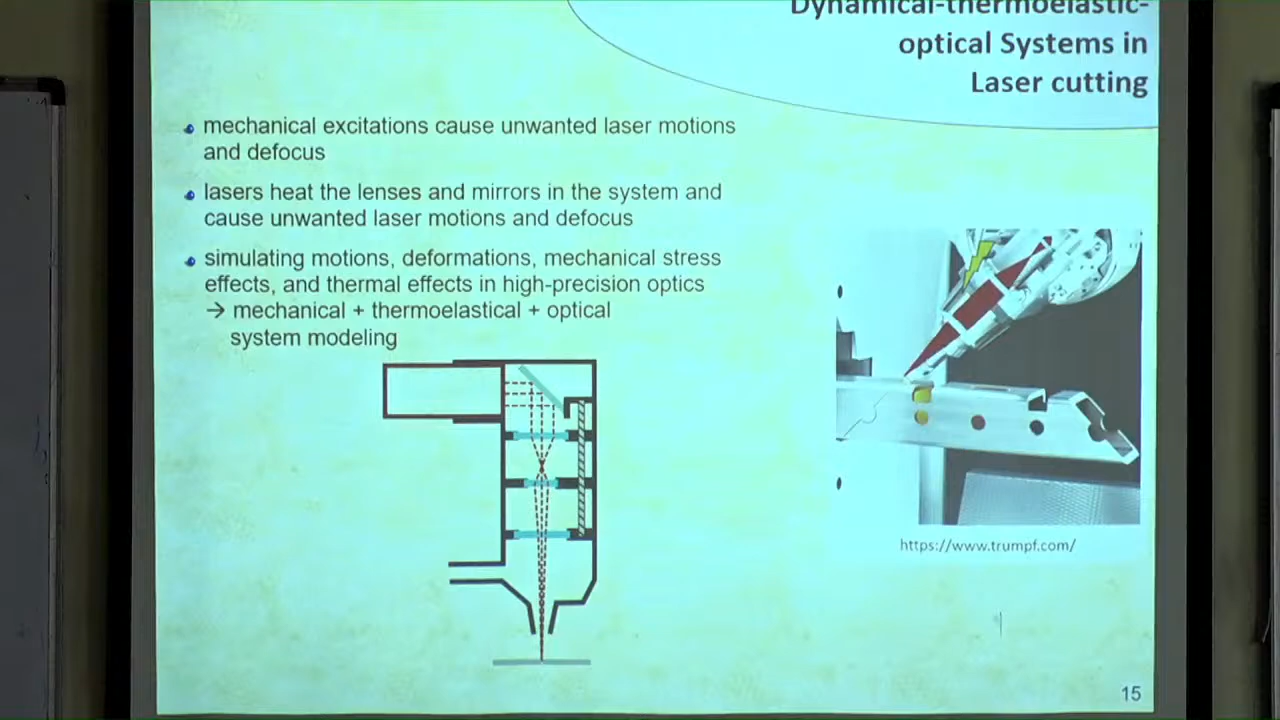 Dynamical-thermoelastic-
optical Systems in
Laser cutting
mechanical excitations cause unwanted laser motions
and defocus
lasers heat the lenses and mirrors in the system and
cause unwanted laser motions and defocus
simulating motions, deformations, mechanical stress
effects, and thermal effects in high-precision optics
→ mechanical + thermoelastical + optical
system modeling
https://www.trumpf.com/
15